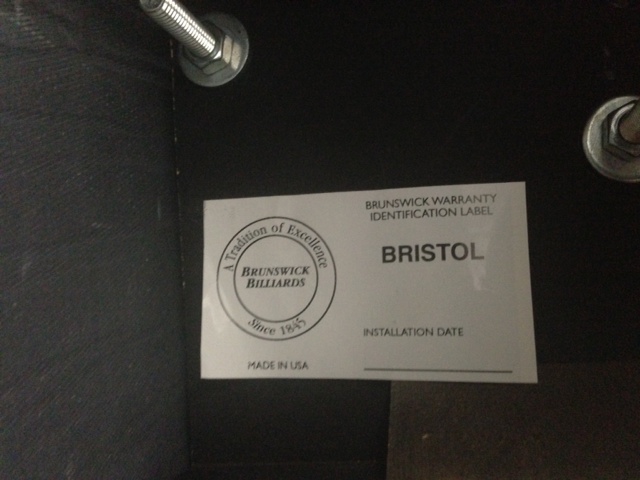 A Tradition of Excellence
BRUNSWICK
BILLIARDS
Since 1845
MADE IN USA
BRUNSWICK WARRANTY
IDENTIFICATION LABEL
BRISTOL
INSTALLATION DATE